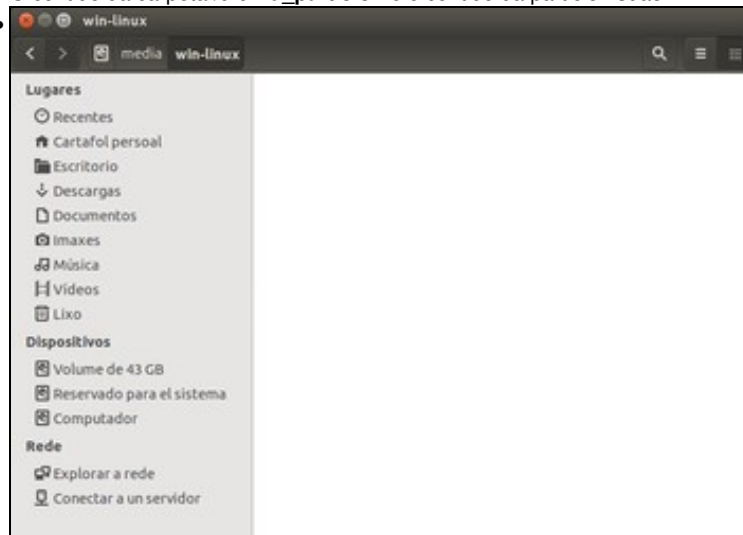 win-linux
media win-linux
Lugares
Recentes
Cartafol persoal
Escritorio
Descargas
Documentos
Imaxes
Música
Vídeos
Lixo
Dispositivos
Volume de 43 GB
Reservado para el sistema
Computador
Rede
Explorar a rede
Conectar a un servidor